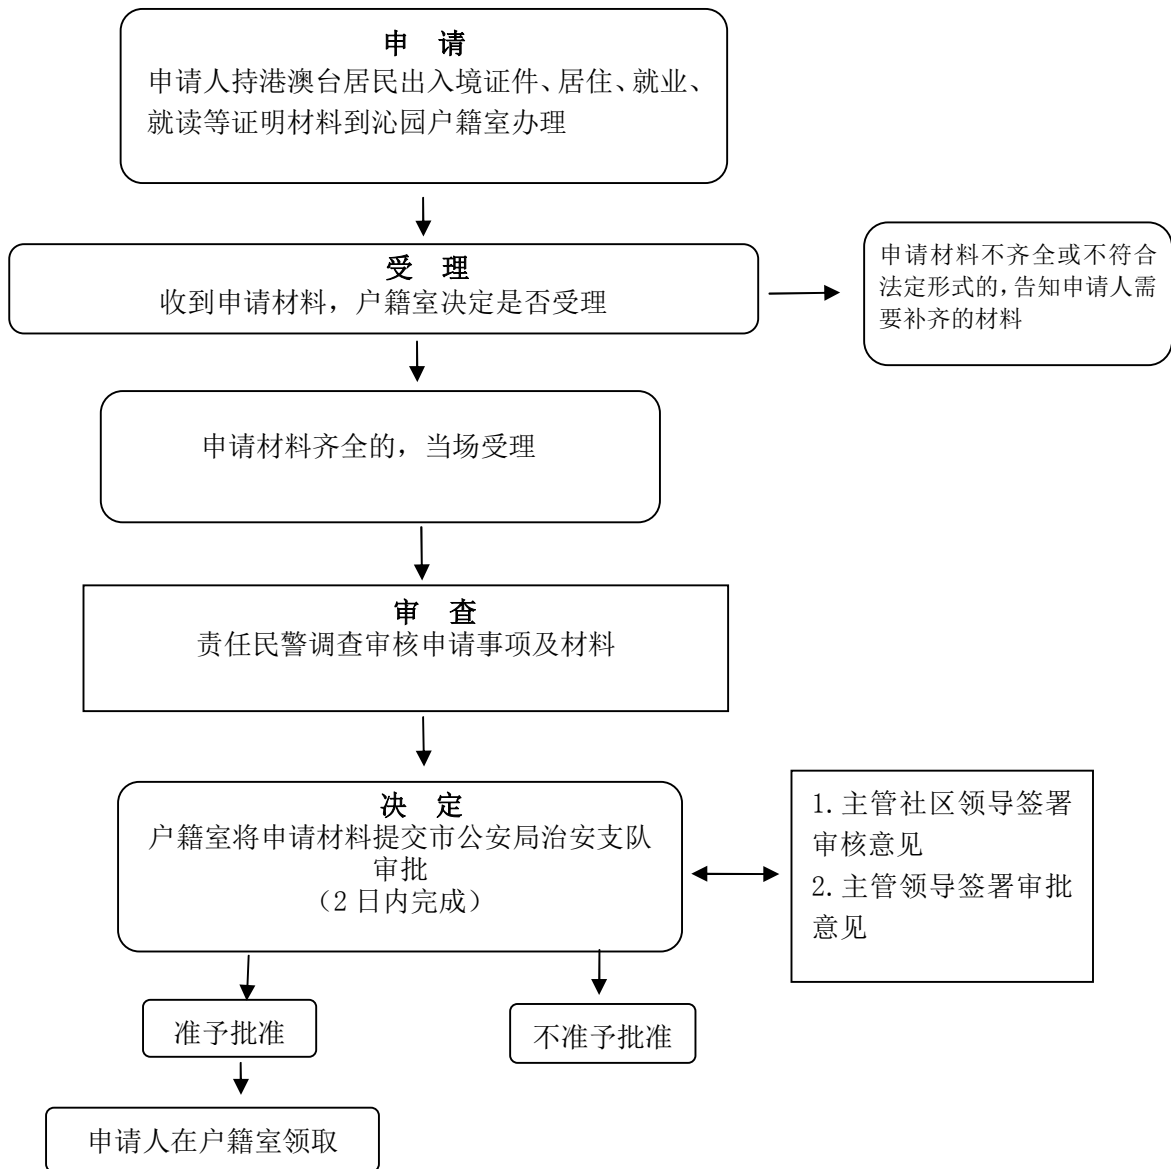 申 请
申请人持港澳台居民出入境证件、居住、就业、
就读等证明材料到沁园户籍室办理
受 理
收到申请材料，户籍室决定是否受理
申请材料不齐全或不符合
法定形式的，告知申请人需
要补齐的材料
申请材料齐全的，当场受理
审 查
责任民警调查审核申请事项及材料
决 定
户籍室将申请材料提交市公安局治安支队
审批
（2 日内完成）
1. 主管社区领导签署
审核意见
2. 主管领导签署审批
意见
准予批准
不准予批准
申请人在户籍室领取